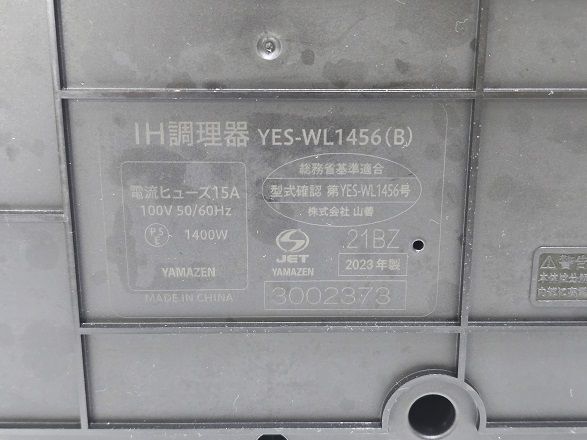 IH調理器 YES-WL1456(B)
電流ヒューズ15A
100V 50/60Hz
PSE 1400W
YAMAZEN
MADE IN CHINA
総務省基準適合
型式確認 第YES-WL1456号
株式会社 山善
JET
YAMAZEN
21BZ
2023年製
3002373
警告